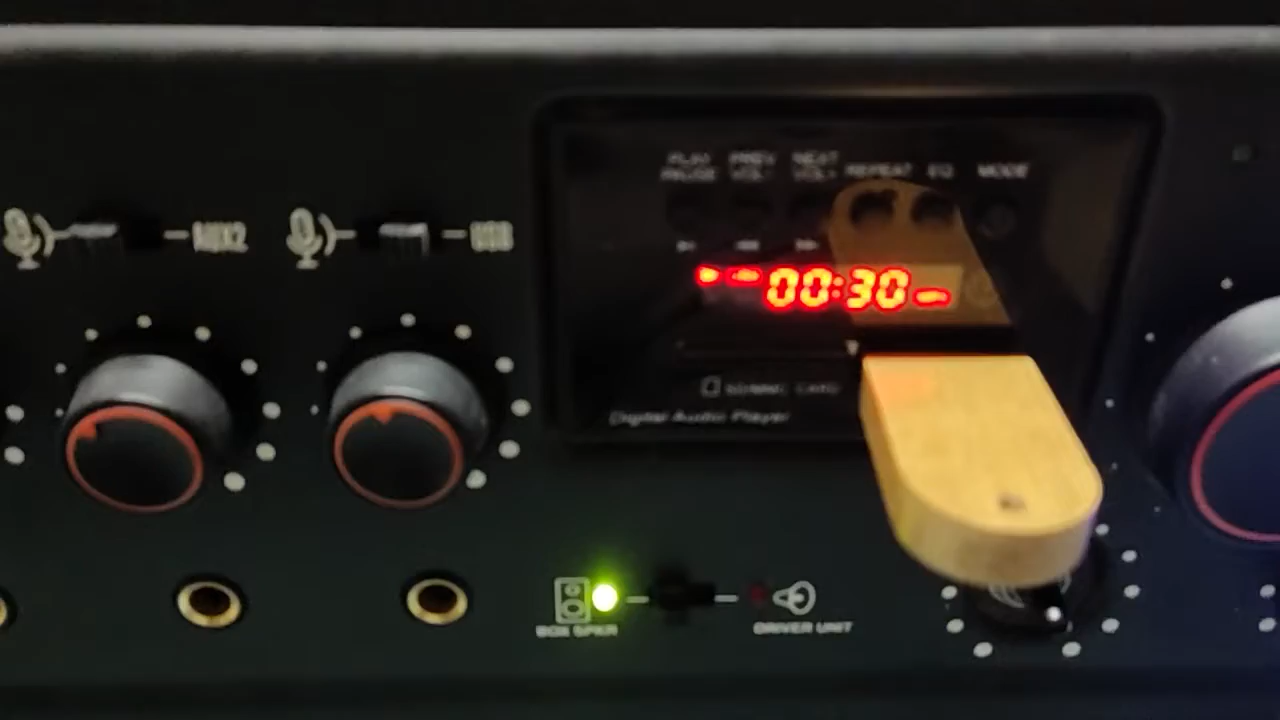 PLAY PREV NEXT
PAUSE VOL- VOL+ REPEAT EQ MODE
AUX2 USB
00:30
Digital Audio Player
BOX SPKR DRIVER UNIT